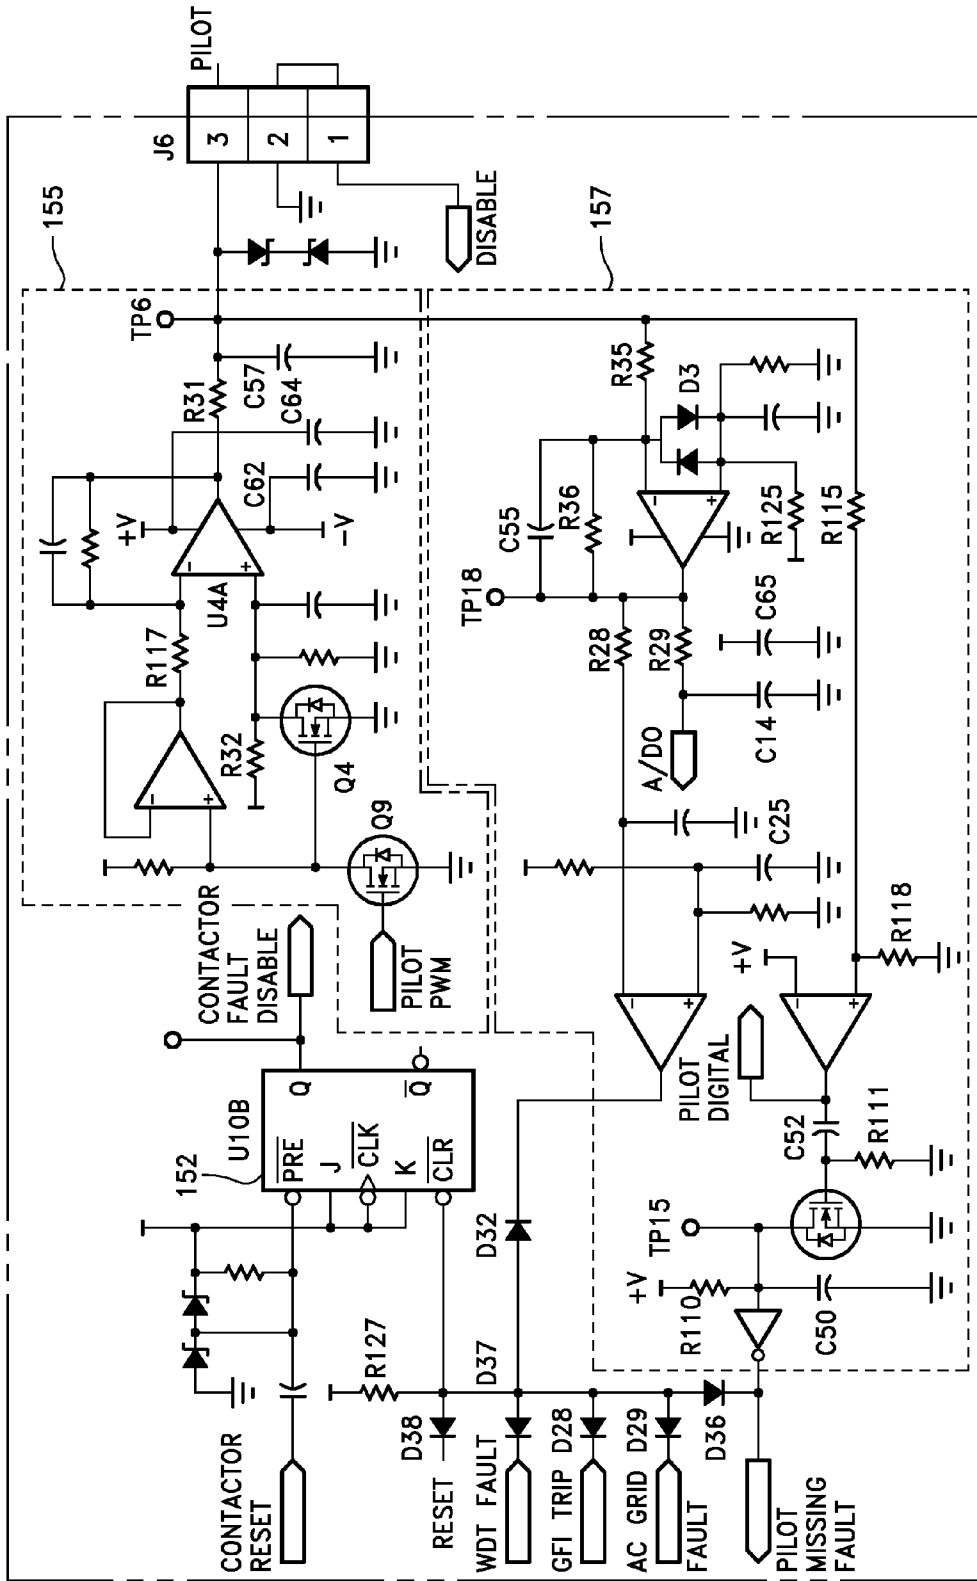 PILOT
J6
3
2
1
155
DISABLE
157
TP6
R31
C57
C64
C62
+V
-V
U4A
-
+
R117
R32
-
+
Q4
Q9
PILOT
PWM
R35
D3
C55
R36
-
+
R125
R115
TP18
R28
R29
C65
C14
A/DO
C25
R118
+V
-
+
-
+
PILOT
DIGITAL
C52
R111
TP15
+V
R110
C50
CONTACTOR
FAULT
DISABLE
U10B
152
Q
Q
PRE
J
CLK
K
CLR
D32
R127
D37
D38
CONTACTOR
RESET
RESET
WDT FAULT
GFI TRIP
D28
AC GRID
FAULT
D29
D36
PILOT
MISSING
FAULT